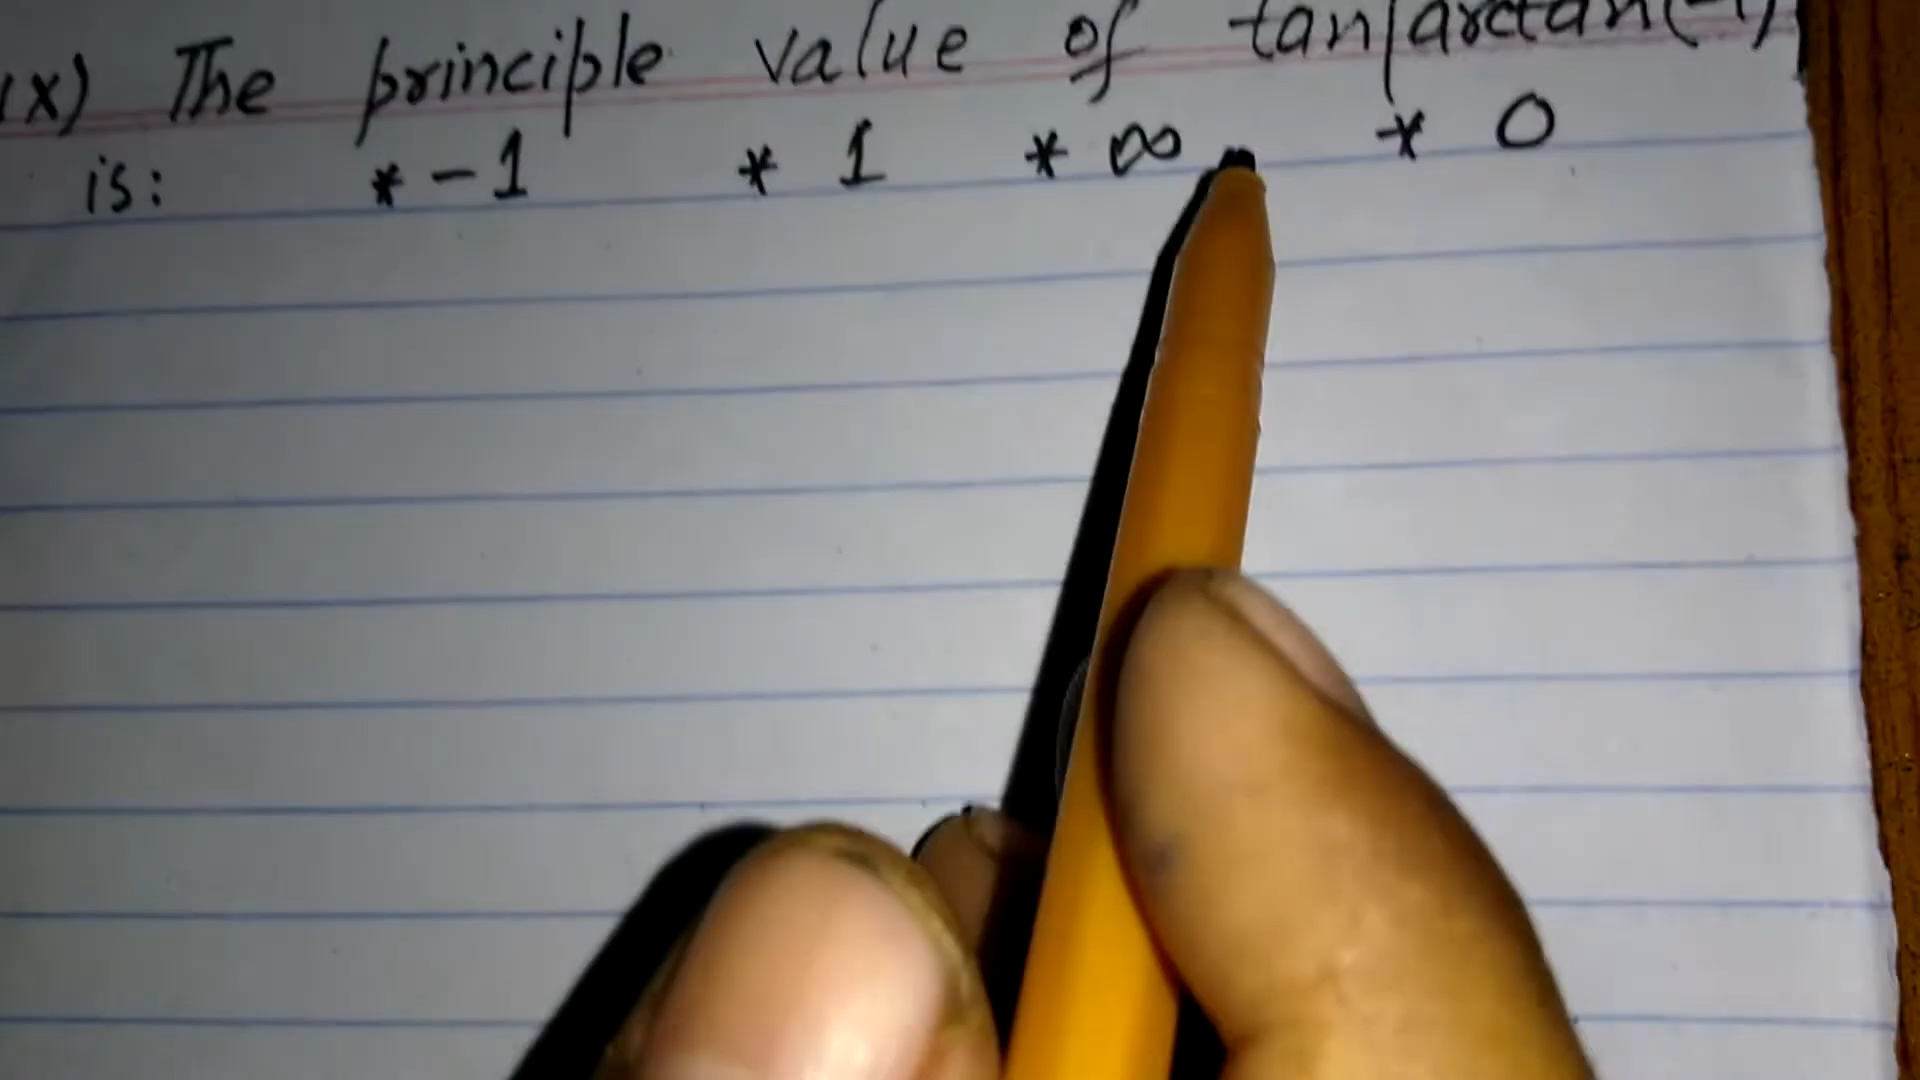 ix) The principle value of tan(arctan(-1)
is: * -1 * 1 * ∞ * 0